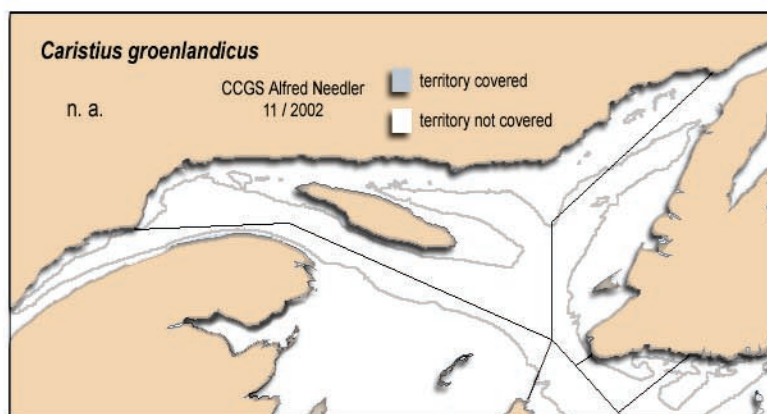 Caristius groenlandicus
n. a.
CCGS Alfred Needler
11 / 2002
territory covered
territory not covered